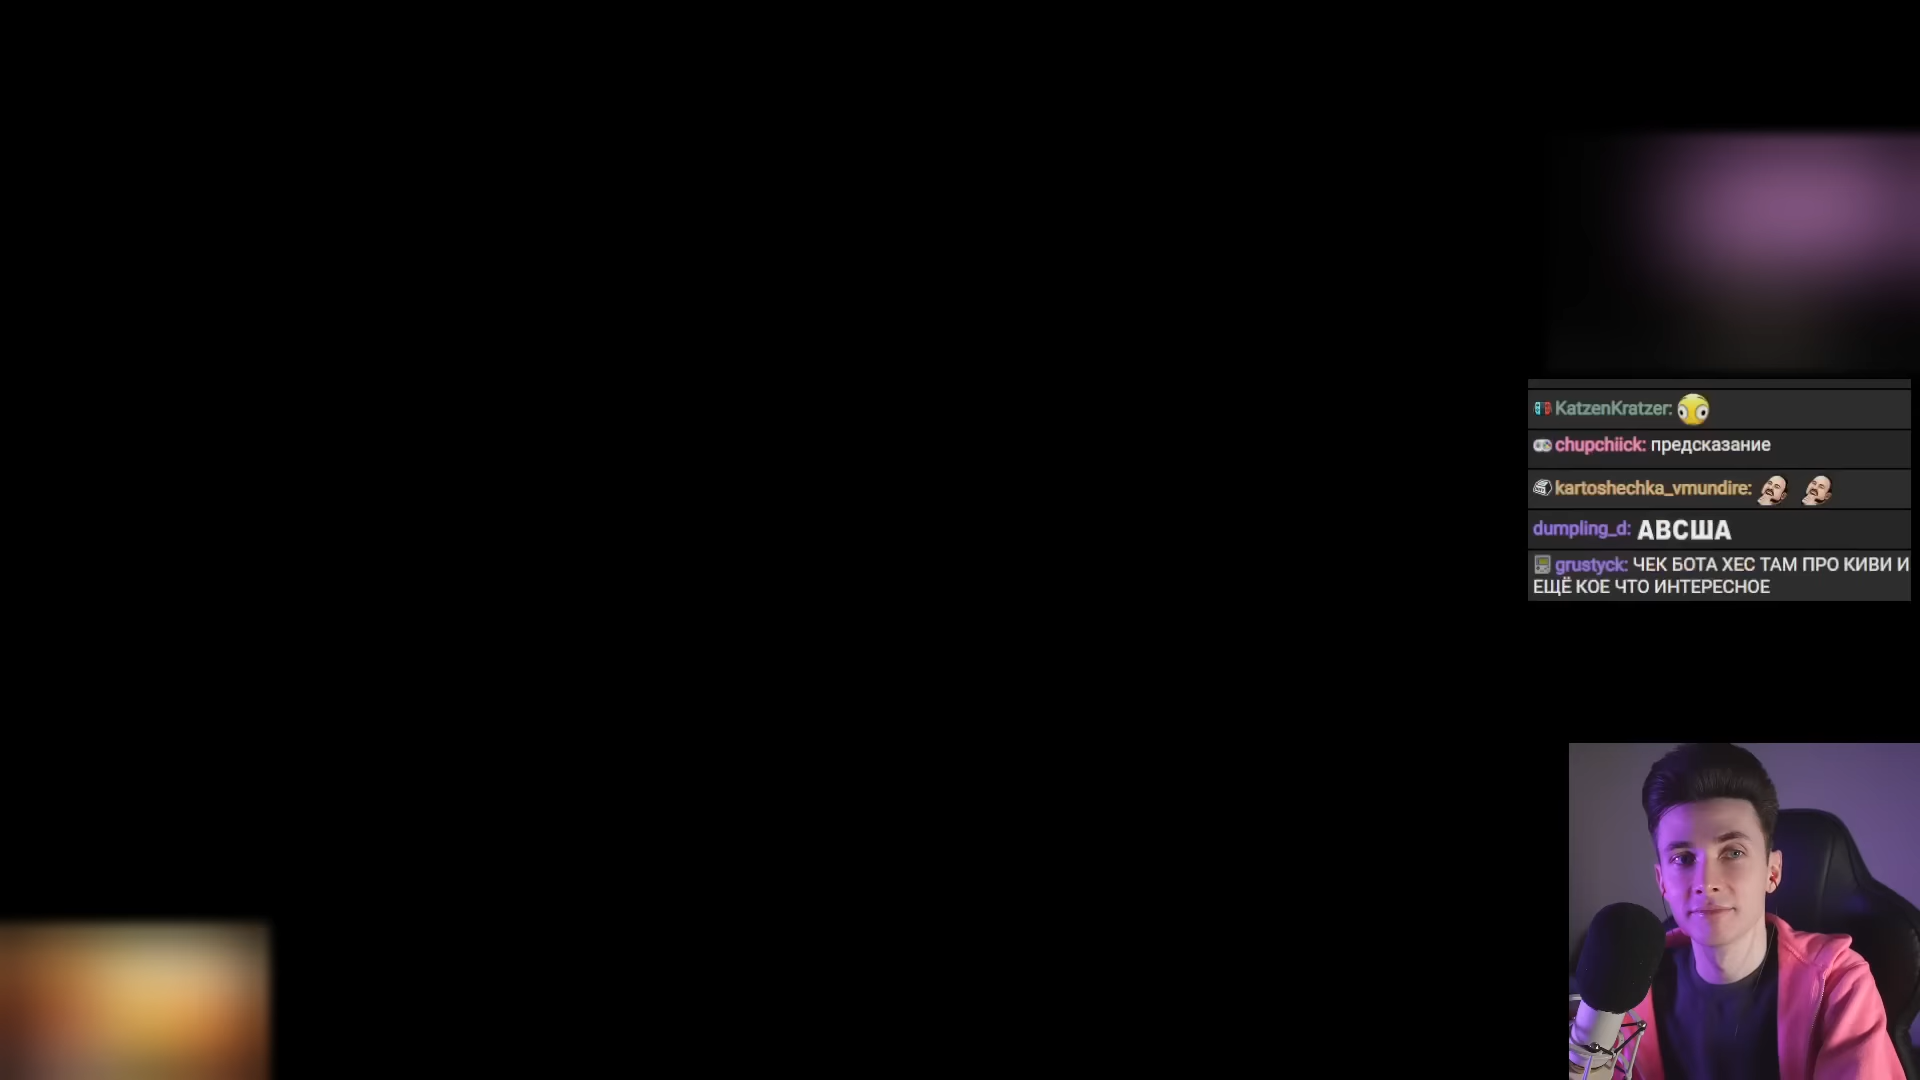 KatzenKratzer:
chupchiick: предсказание
kartoshechka_vmundire:
dumpling_d: АВСША
grustyck: ЧЕК БОТА ХЕС ТАМ ПРО КИВИ И
ЕЩЁ КОЕ ЧТО ИНТЕРЕСНОЕ